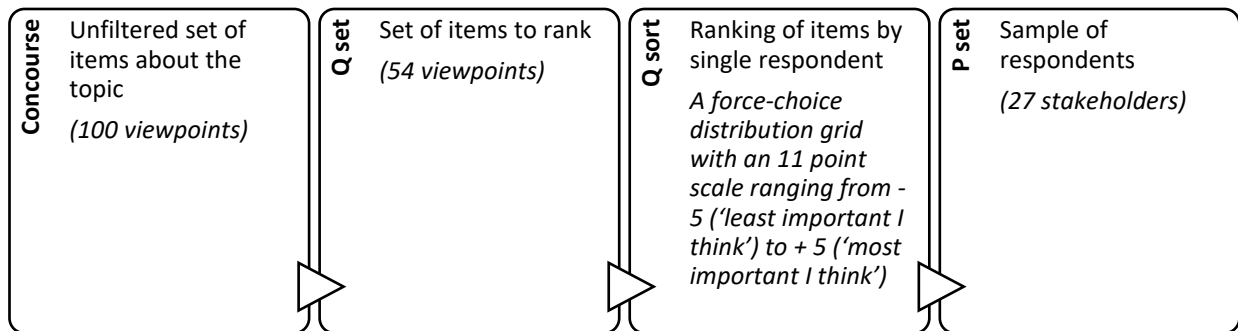 Concourse
Unfiltered set of
items about the
topic
(100 viewpoints)
Q set
Set of items to rank
(54 viewpoints)
Q sort
Ranking of items by
single respondent
A force-choice
distribution grid
with an 11 point
scale ranging from -
5 (‘least important I
think’) to + 5 (‘most
important I think’)
P set
Sample of
respondents
(27 stakeholders)